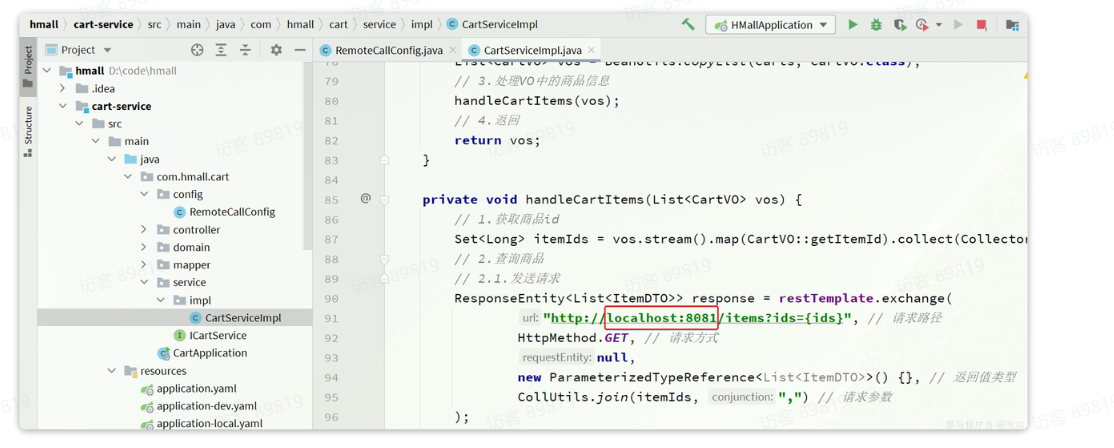 hmall cart-service src main java com hmall cart service impl CartServiceImpl HMallApplication
Project RemoteCallConfig.java CartServiceImpl.java
Project
Structure
hmall D:\code\hmall
.idea
cart-service
src
main
java
com.hmall.cart
config
RemoteCallConfig
controller
domain
mapper
service
impl
CartServiceImpl
ICartService
CartApplication
resources
application.yaml
application-dev.yaml
application-local.yaml
78 List<CartVO> vos = BeanUtils.copyList(carts, CartVO.class);
79 // 3.处理VO中的商品信息
80 handleCartItems(vos);
81 // 4.返回
82 return vos;
83 }
84
85 @ private void handleCartItems(List<CartVO> vos) {
86 // 1.获取商品id
87 Set<Long> itemIds = vos.stream().map(CartVO::getItemId).collect(Collector
88 // 2.查询商品
89 // 2.1.发送请求
90 ResponseEntity<List<ItemDTO>> response = restTemplate.exchange(
91 url: "http://localhost:8081/items?ids={ids}", // 请求路径
92 HttpMethod.GET, // 请求方式
93 requestEntity: null,
94 new ParameterizedTypeReference<List<ItemDTO>>() {}, // 返回值类型
95 CollUtils.join(itemIds, conjunction: ",") // 请求参数
96 );
访客 89819